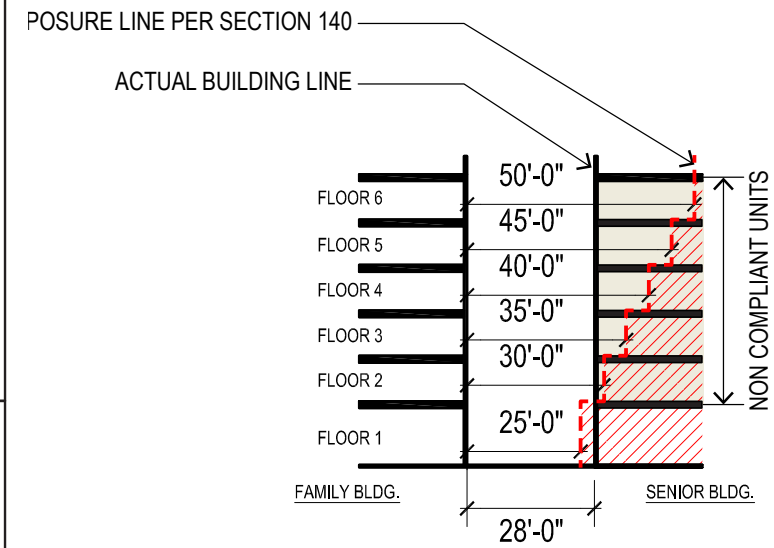 POSURE LINE PER SECTION 140
ACTUAL BUILDING LINE
50'-0"
FLOOR 6
45'-0"
FLOOR 5
40'-0"
FLOOR 4
35'-0"
FLOOR 3
30'-0"
FLOOR 2
25'-0"
FLOOR 1
NON COMPLIANT UNITS
FAMILY BLDG.
SENIOR BLDG.
28'-0"